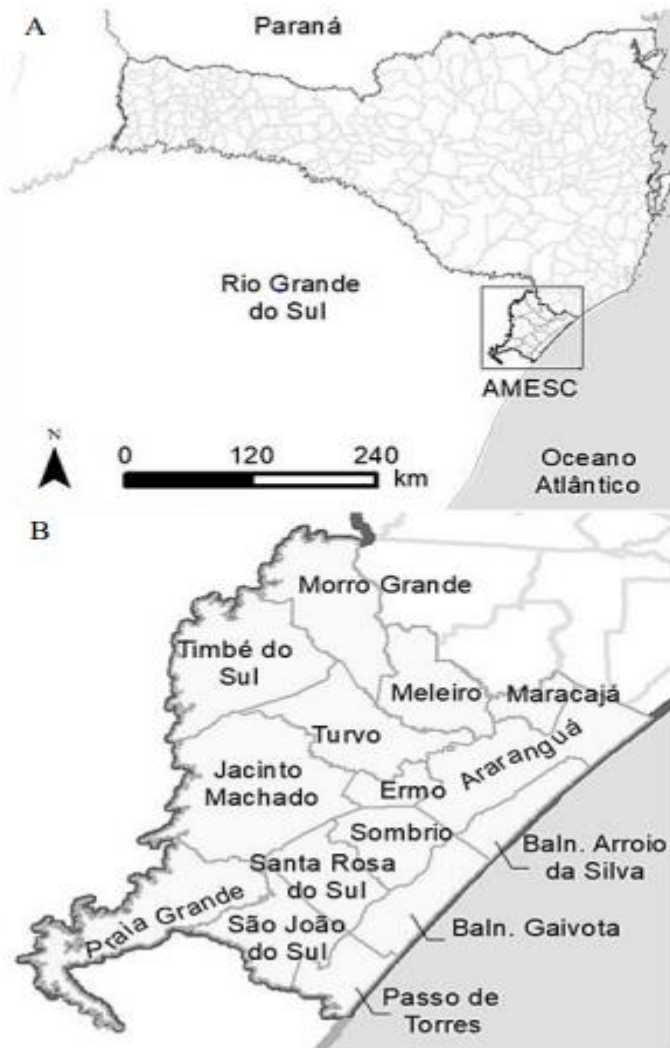 A
Paraná
Rio Grande
do Sul
AMESC
N
0 120 240
km
Oceano
Atlântico
B
Morro Grande
Timbé do
Sul
Meleiro
Maracajá
Turvo
Araranguá
Jacinto
Machado
Ermo
Sombrio
Baln. Arroio
da Silva
Santa Rosa
do Sul
Praia Grande
São João
do Sul
Baln. Gaivota
Passo de
Torres